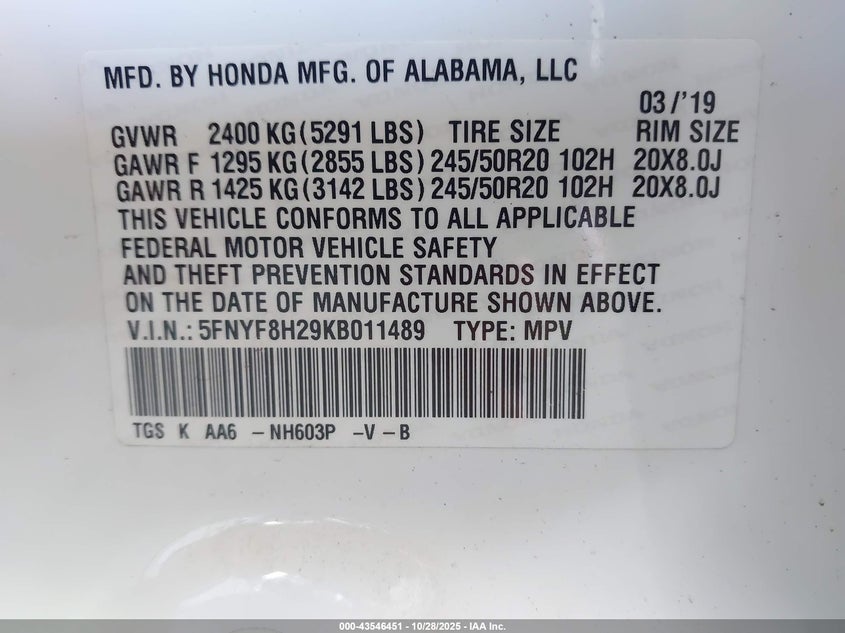 MFD. BY HONDA MFG. OF ALABAMA, LLC
03/'19
GVWR 2400 KG(5291 LBS) TIRE SIZE RIM SIZE
GAWR F 1295 KG(2855 LBS)245/50R20 102H 20X8.0J
GAWR R 1425 KG(3142 LBS)245/50R20 102H 20X8.0J
THIS VEHICLE CONFORMS TO ALL APPLICABLE
FEDERAL MOTOR VEHICLE SAFETY
AND THEFT PREVENTION STANDARDS IN EFFECT
ON THE DATE OF MANUFACTURE SHOWN ABOVE.
V.I.N.: 5FNYF8H29KB011489 TYPE: MPV
TGS K AA6 - NH603P - V - B
000-43546451 - 10/28/2025 - IAA Inc.